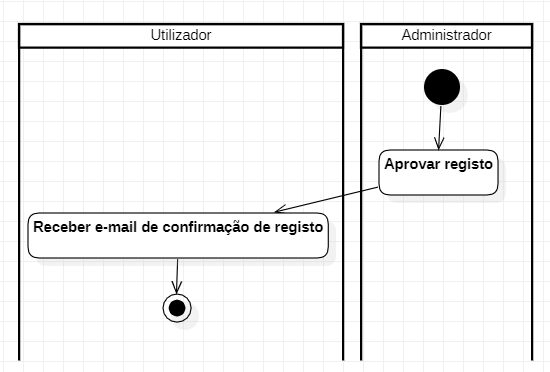 Utilizador
Administrador
Aprovar registo
Receber e-mail de confirmação de registo